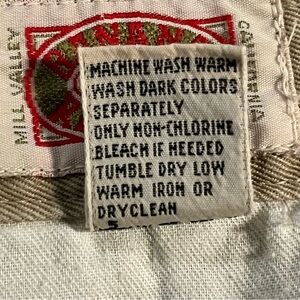 MILL VALLEY
CALIFORNIA
MACHINE WASH WARM
WASH DARK COLORS
SEPARATELY
ONLY NON-CHLORINE
BLEACH IF NEEDED
TUMBLE DRY LOW
WARM IRON OR
DRYCLEAN